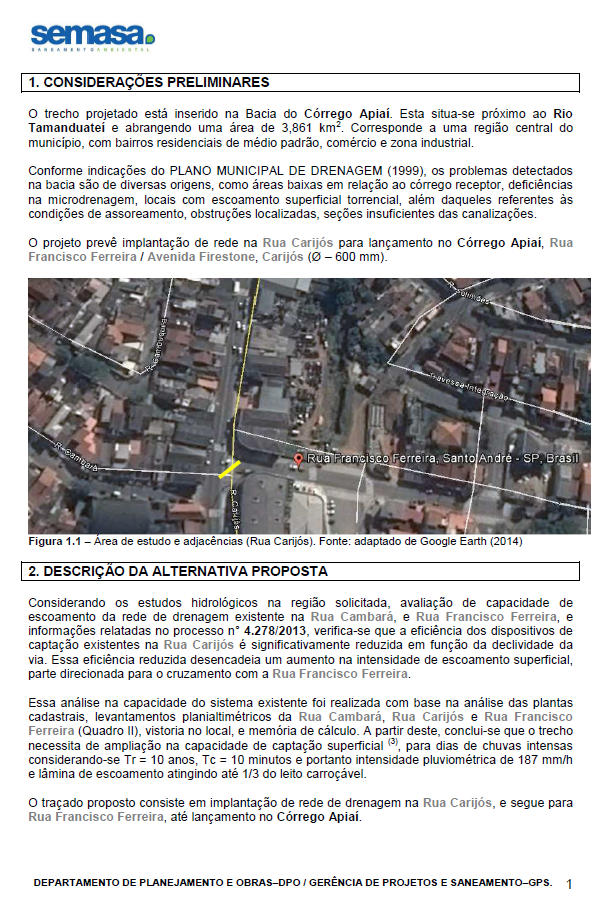 semasa.
SANEAMENTO AMBIENTAL
1. CONSIDERAÇÕES PRELIMINARES
O trecho projetado está inserido na Bacia do Córrego Apiaí. Esta situa-se próximo ao Rio
Tamanduateí e abrangendo uma área de 3,861 km². Corresponde a uma região central do
município, com bairros residenciais de médio padrão, comércio e zona industrial.
Conforme indicações do PLANO MUNICIPAL DE DRENAGEM (1999), os problemas detectados
na bacia são de diversas origens, como áreas baixas em relação ao córrego receptor, deficiências
na microdrenagem, locais com escoamento superficial torrencial, além daqueles referentes às
condições de assoreamento, obstruções localizadas, seções insuficientes das canalizações.
O projeto prevê implantação de rede na Rua Carijós para lançamento no Córrego Apiaí, Rua
Francisco Ferreira / Avenida Firestone, Carijós (Ø – 600 mm).
R. Solimões
Travessa Integração
R. Cambará
Rua Francisco Ferreira, Santo André - SP, Brasil
R. Carijós
Figura 1.1 – Área de estudo e adjacências (Rua Carijós). Fonte: adaptado de Google Earth (2014)
2. DESCRIÇÃO DA ALTERNATIVA PROPOSTA
Considerando os estudos hidrológicos na região solicitada, avaliação de capacidade de
escoamento da rede de drenagem existente na Rua Cambará, e Rua Francisco Ferreira, e
informações relatadas no processo n° 4.278/2013, verifica-se que a eficiência dos dispositivos de
captação existentes na Rua Carijós é significativamente reduzida em função da declividade da
via. Essa eficiência reduzida desencadeia um aumento na intensidade de escoamento superficial,
parte direcionada para o cruzamento com a Rua Francisco Ferreira.
Essa análise na capacidade do sistema existente foi realizada com base na análise das plantas
cadastrais, levantamentos planialtimétricos da Rua Cambará, Rua Carijós e Rua Francisco
Ferreira (Quadro II), vistoria no local, e memória de cálculo. A partir deste, conclui-se que o trecho
necessita de ampliação na capacidade de captação superficial (3), para dias de chuvas intensas
considerando-se Tr = 10 anos, Tc = 10 minutos e portanto intensidade pluviométrica de 187 mm/h
e lâmina de escoamento atingindo até 1/3 do leito carroçável.
O traçado proposto consiste em implantação de rede de drenagem na Rua Carijós, e segue para
Rua Francisco Ferreira, até lançamento no Córrego Apiaí.
DEPARTAMENTO DE PLANEJAMENTO E OBRAS–DPO / GERÊNCIA DE PROJETOS E SANEAMENTO–GPS. 1